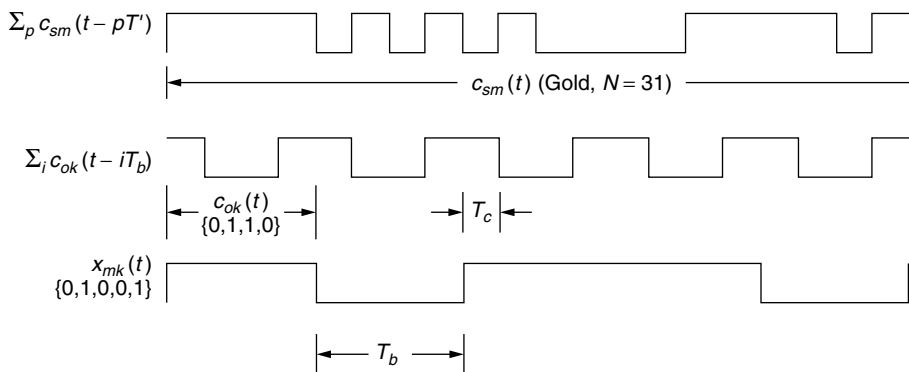 Σ_p c_sm(t − pT')
c_sm(t) (Gold, N = 31)
Σ_i c_ok(t − iT_b)
c_ok(t)
{0,1,1,0}
T_c
x_mk(t)
{0,1,0,0,1}
T_b